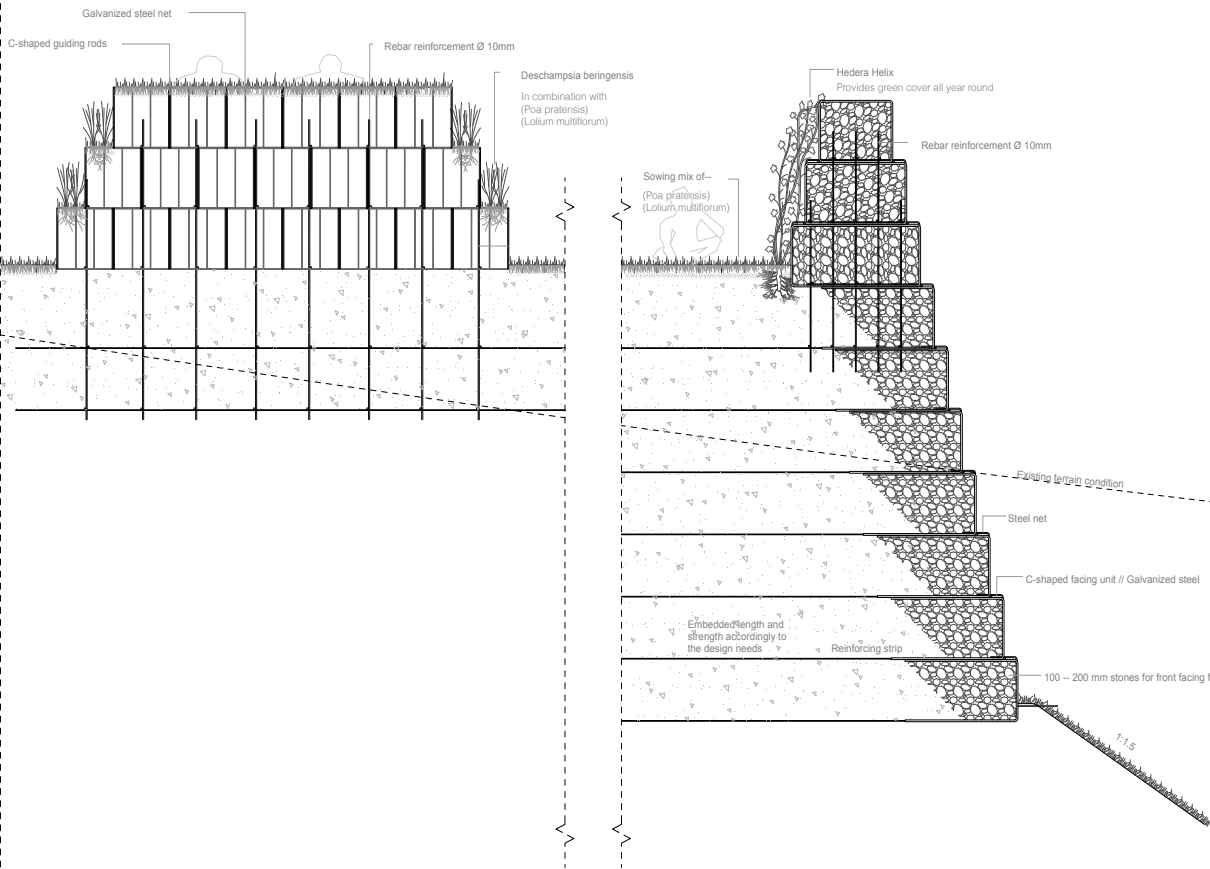 Galvanized steel net
C-shaped guiding rods
Rebar reinforcement Ø 10mm
Deschampsia beringensis
In combination with
(Poa pratensis)
(Lolium multiflorum)
Hedera Helix
Provides green cover all year round
Rebar reinforcement Ø 10mm
Sowing mix of--
(Poa pratensis)
(Lolium multiflorum)
Existing terrain condition
Steel net
C-shaped facing unit // Galvanized steel
Embedded length and
strength accordingly to
the design needs
Reinforcing strip
100 – 200 mm stones for front facing f
1:1.5